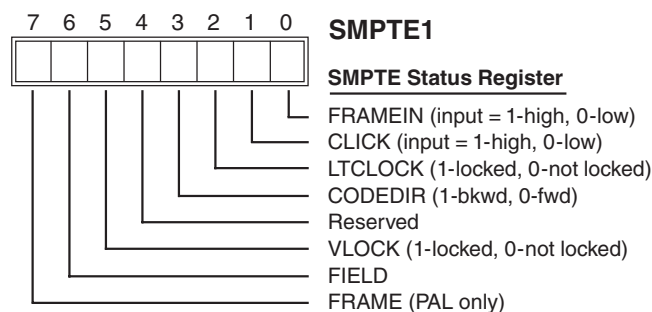 7 6 5 4 3 2 1 0
SMPTE1
SMPTE Status Register
FRAMEIN (input = 1-high, 0-low)
CLICK (input = 1-high, 0-low)
LTCLOCK (1-locked, 0-not locked)
CODEDIR (1-bkwd, 0-fwd)
Reserved
VLOCK (1-locked, 0-not locked)
FIELD
FRAME (PAL only)